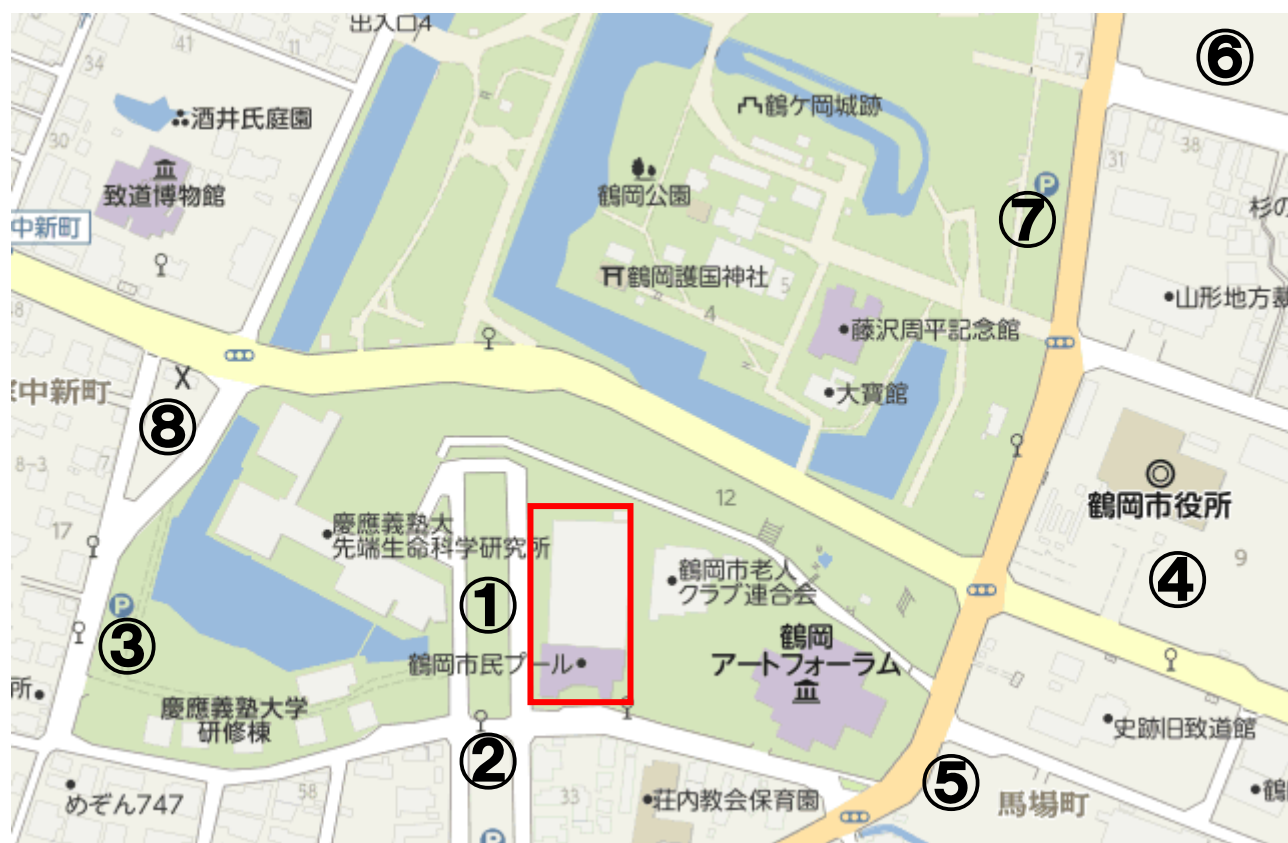 出入口4
41
11
34
⑥
7
鶴ケ岡城跡
酒井氏庭園
30
38
31
鶴岡公園
P
致道博物館
⑦
杉の
中新町
鶴岡護国神社
5
山形地方裁
4
藤沢周平記念館
中新町
大寶館
⑧
8-3
7
鶴岡市役所
12
17
慶應義塾大
先端生命科学研究所
9
鶴岡市老人
クラブ連合会
④
①
P
③
鶴岡
アートフォーラム
鶴岡市民プール
所
慶應義塾大学
研修棟
史跡旧致道館
②
⑤
めぞん747
58
33
荘内教会保育園
馬場町
鶴
P